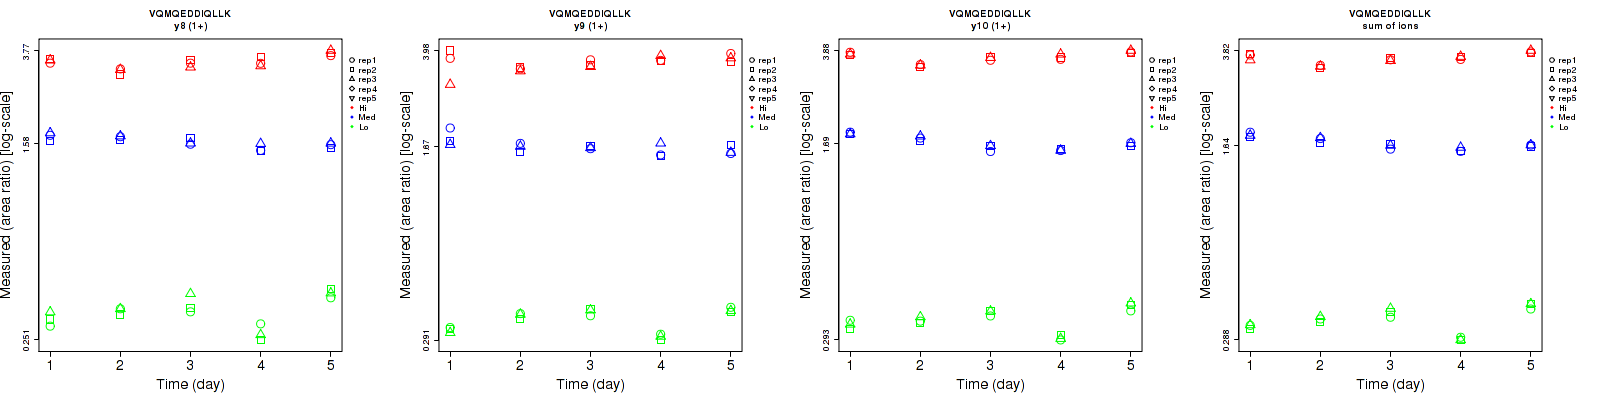 VQMQEDDIQLLK
y8 (1+)
Measured (area ratio) [log-scale]
3.77
1.58
1 2 3 4 5
Time (day)
rep1
rep2
rep3
rep4
rep5
Hi
Med
Lo
VQMQEDDIQLLK
y9 (1+)
Measured (area ratio) [log-scale]
3.98
1.67
0.291
1 2 3 4 5
Time (day)
rep1
rep2
rep3
rep4
rep5
Hi
Med
Lo
VQMQEDDIQLLK
y10 (1+)
Measured (area ratio) [log-scale]
3.88
1.69
0.293
1 2 3 4 5
Time (day)
rep1
rep2
rep3
rep4
rep5
Hi
Med
Lo
VQMQEDDIQLLK
sum of ions
Measured (area ratio) [log-scale]
3.82
1.64
0.288
1 2 3 4 5
Time (day)
rep1
rep2
rep3
rep4
rep5
Hi
Med
Lo